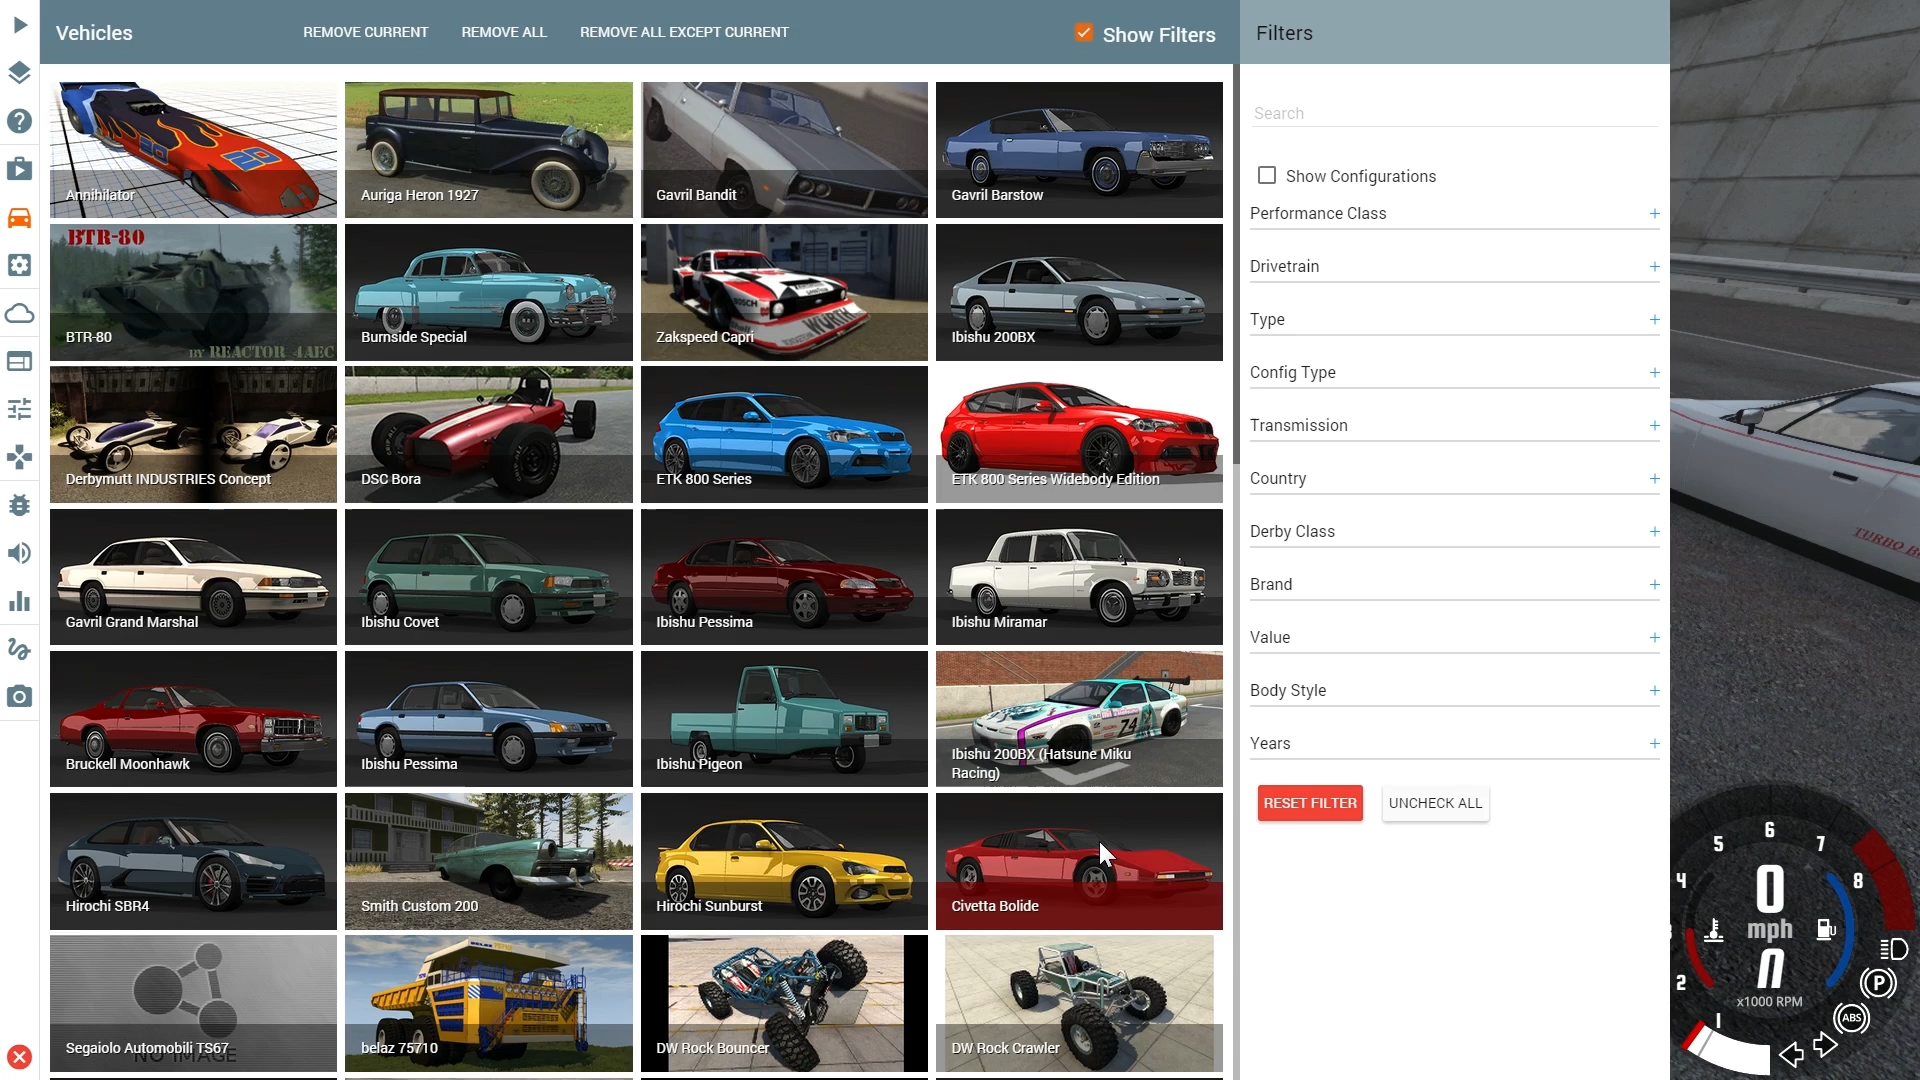 Vehicles
REMOVE CURRENT
REMOVE ALL
REMOVE ALL EXCEPT CURRENT
Show Filters
Filters
Annihilator
Auriga Heron 1927
Gavril Bandit
Gavril Barstow
BTR-80
BTR-80
BY REACTOR_4AEC
Burnside Special
Zakspeed Capri
BOSCH
WÜRTH
Ibishu 200BX
Derbymutt INDUSTRIES Concept
DSC Bora
ETK 800 Series
ETK 800 Series Widebody Edition
Gavril Grand Marshal
Ibishu Covet
Ibishu Pessima
Ibishu Miramar
Bruckell Moonhawk
Ibishu Pessima
Ibishu Pigeon
74
Ibishu 200BX (Hatsune Miku
Racing)
Hirochi SBR4
Smith Custom 200
Hirochi Sunburst
Civetta Bolide
Segaiolo Automobili TS67
NO IMAGE
belaz 75710
DW Rock Bouncer
DW Rock Crawler
Search
Show Configurations
Performance Class
Drivetrain
Type
Config Type
Transmission
Country
Derby Class
Brand
Value
Body Style
Years
RESET FILTER
UNCHECK ALL
TURBO
1
2
4
5
6
7
8
0
mph
n
x1000 RPM
P
ABS